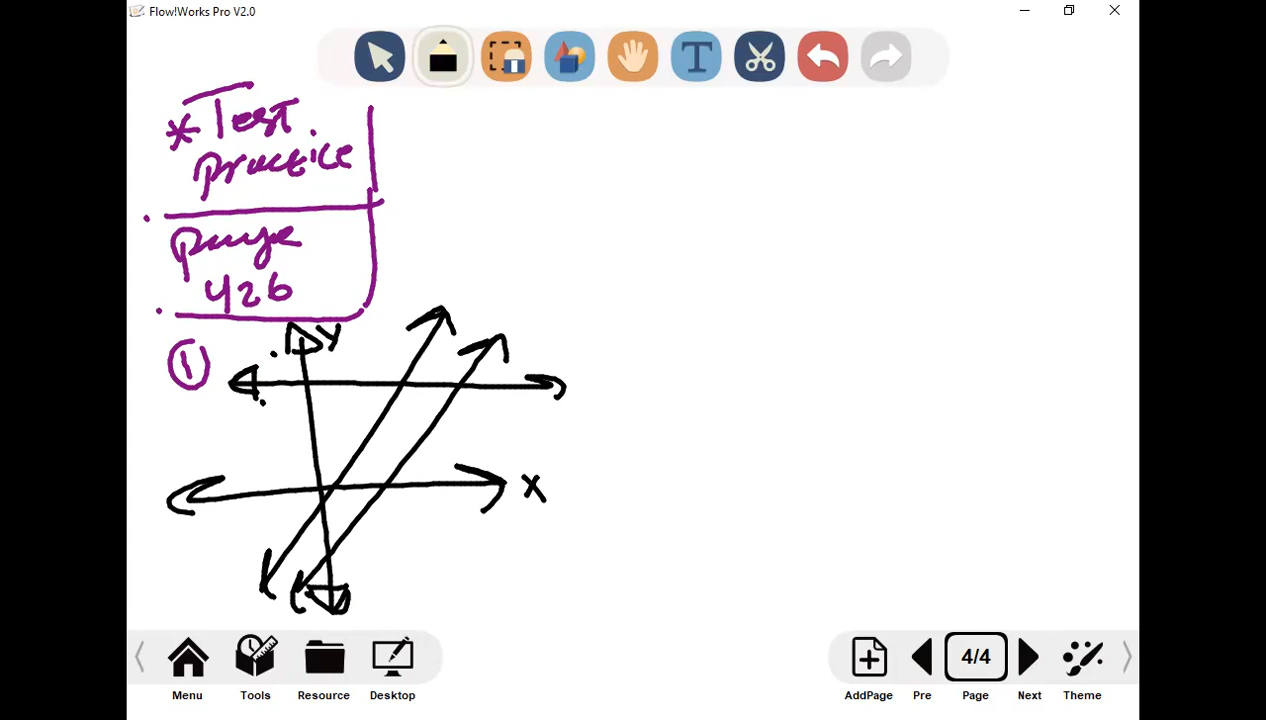 Flow!Works Pro V2.0
T
*Test
practice
page
426
y
①
x
4/4
Menu
Tools
Resource
Desktop
AddPage
Pre
Page
Next
Theme